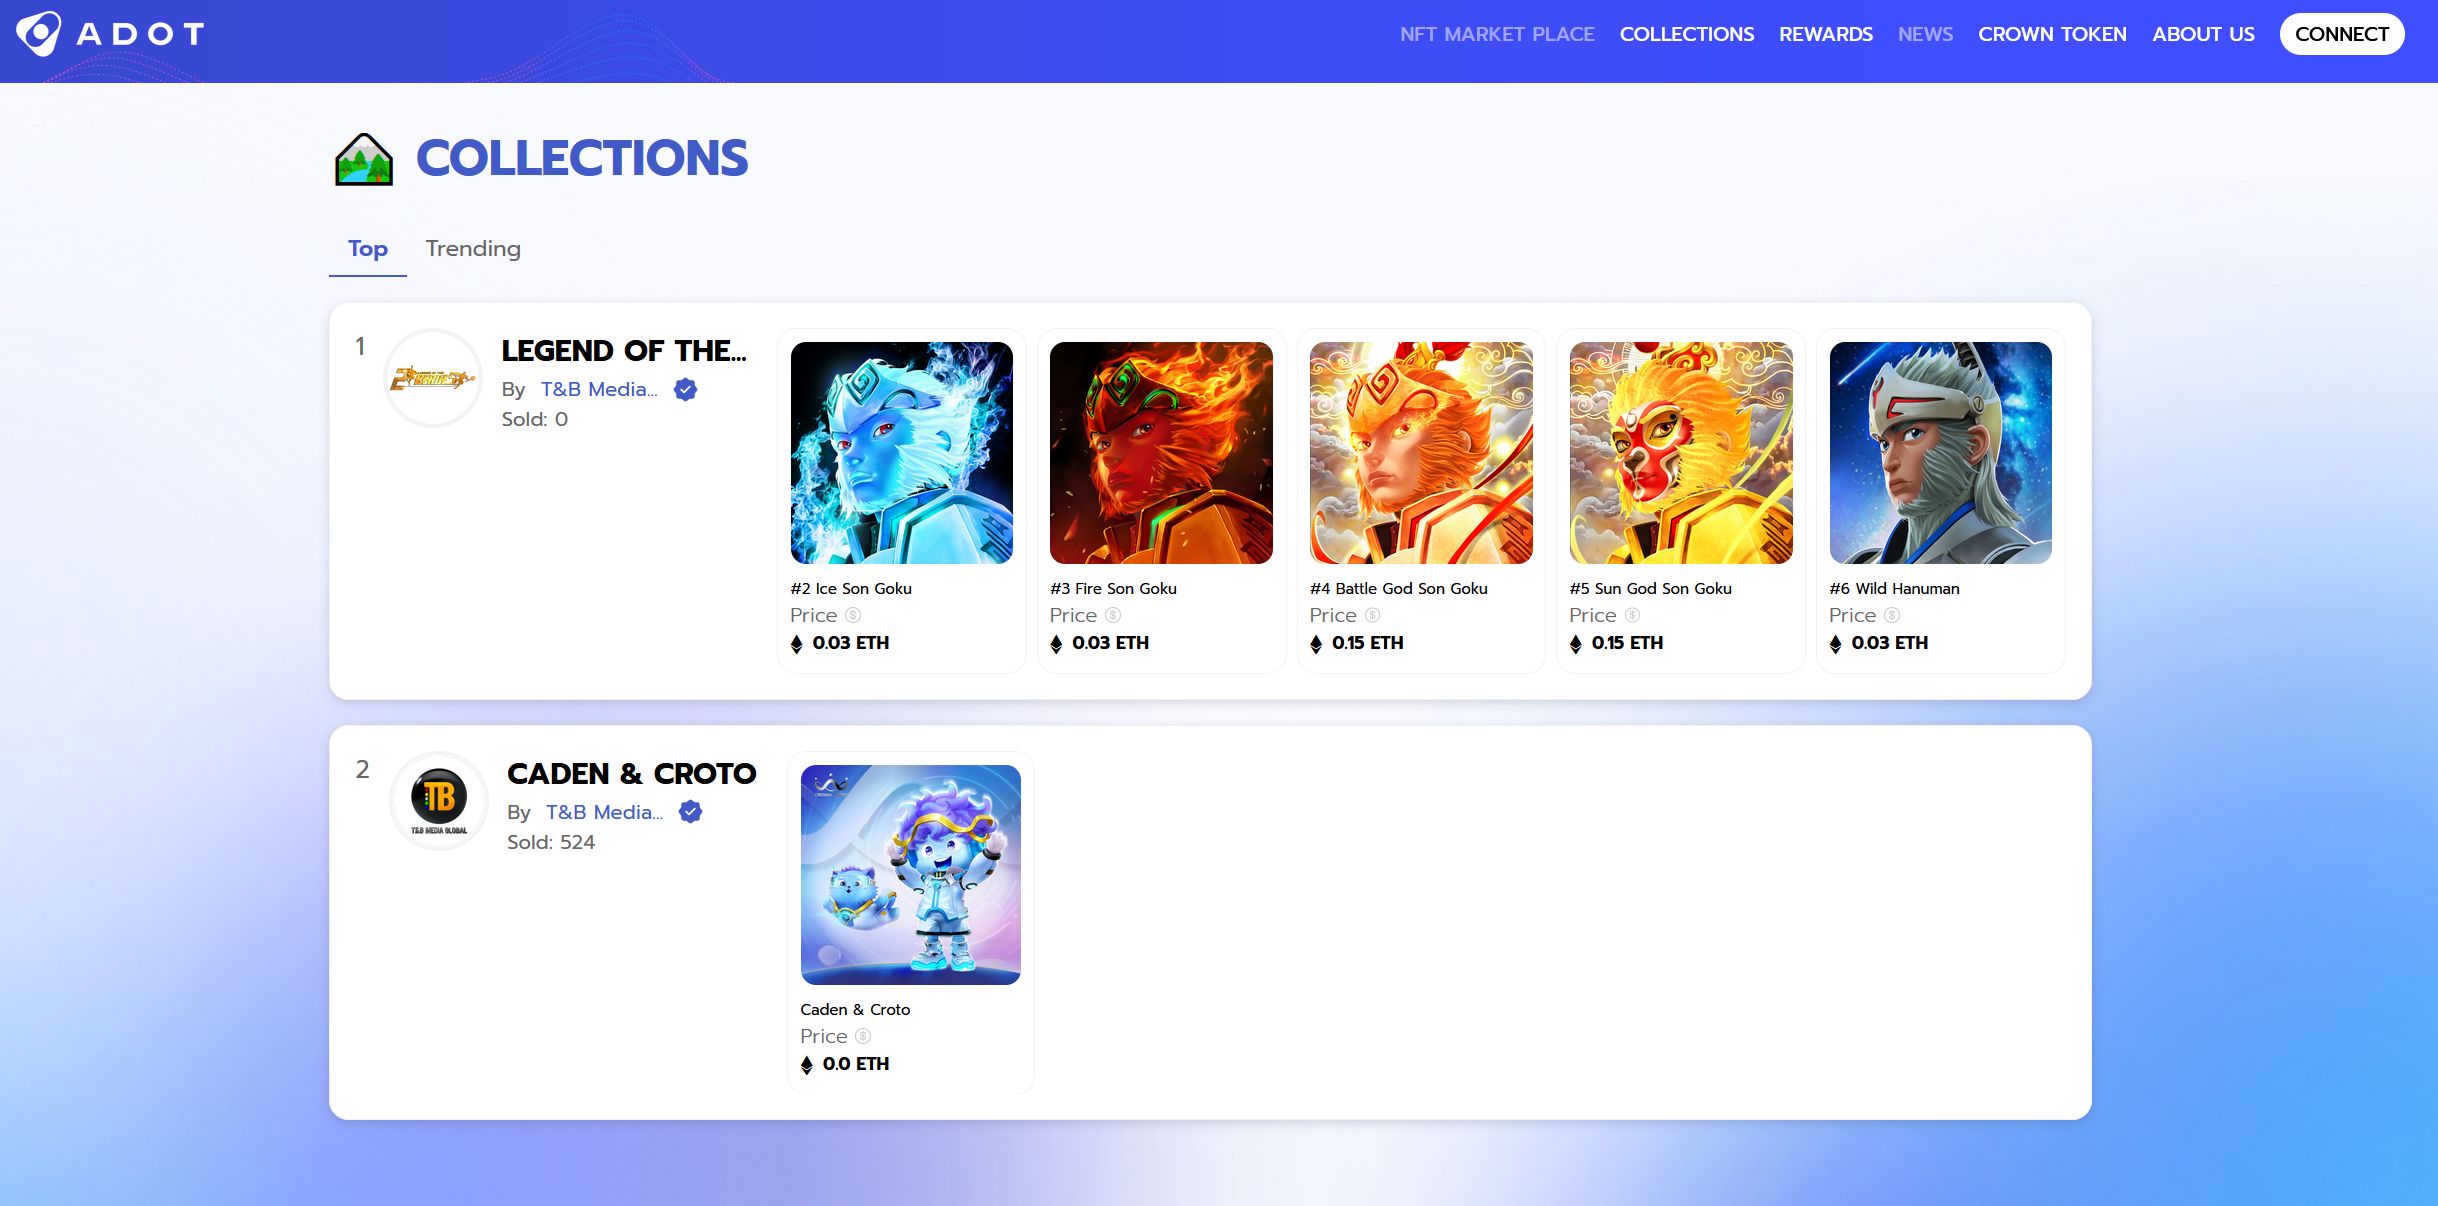 ADOT
NFT MARKET PLACE COLLECTIONS REWARDS NEWS CROWN TOKEN ABOUT US CONNECT
COLLECTIONS
Top Trending
1
LEGEND OF THE...
By T&B Media...
Sold: 0
#2 Ice Son Goku
Price
0.03 ETH
#3 Fire Son Goku
Price
0.03 ETH
#4 Battle God Son Goku
Price
0.15 ETH
#5 Sun God Son Goku
Price
0.15 ETH
#6 Wild Hanuman
Price
0.03 ETH
2
TB
T&B MEDIA GLOBAL
CADEN & CROTO
By T&B Media...
Sold: 524
Caden & Croto
Price
0.0 ETH